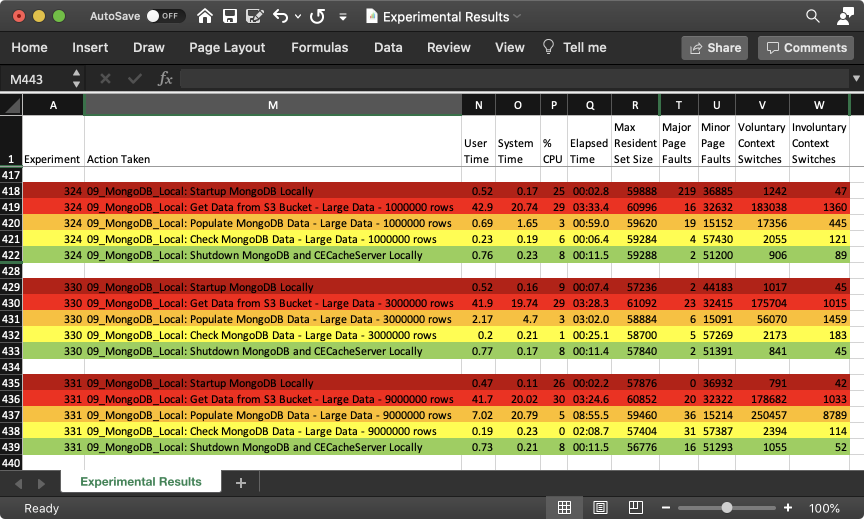 AutoSave OFF Experimental Results
Home Insert Draw Page Layout Formulas Data Review View Tell me Share Comments
M443 fx
A M N O P Q R T U V W
1 Experiment Action Taken User Time System Time % CPU Elapsed Time Max Resident Set Size Major Page Faults Minor Page Faults Voluntary Context Switches Involuntary Context Switches
417
418 324 09_MongoDB_Local: Startup MongoDB Locally 0.52 0.17 25 00:02.8 59888 219 36885 1242 47
419 324 09_MongoDB_Local: Get Data from S3 Bucket - Large Data - 1000000 rows 42.9 20.74 29 03:33.4 60996 16 32632 183038 1360
420 324 09_MongoDB_Local: Populate MongoDB Data - Large Data - 1000000 rows 0.69 1.65 3 00:59.0 59620 19 15152 17356 445
421 324 09_MongoDB_Local: Check MongoDB Data - Large Data - 1000000 rows 0.23 0.19 6 00:06.4 59284 4 57430 2055 121
422 324 09_MongoDB_Local: Shutdown MongoDB and CECacheServer Locally 0.76 0.23 8 00:11.5 59288 2 51200 906 89
428
429 330 09_MongoDB_Local: Startup MongoDB Locally 0.52 0.16 9 00:07.4 57236 2 44183 1017 45
430 330 09_MongoDB_Local: Get Data from S3 Bucket - Large Data - 3000000 rows 41.9 19.74 29 03:28.3 61092 23 32415 175704 1015
431 330 09_MongoDB_Local: Populate MongoDB Data - Large Data - 3000000 rows 2.17 4.7 3 03:02.0 58884 6 15091 56070 1459
432 330 09_MongoDB_Local: Check MongoDB Data - Large Data - 3000000 rows 0.2 0.21 1 00:25.1 58700 5 57269 2173 183
433 330 09_MongoDB_Local: Shutdown MongoDB and CECacheServer Locally 0.77 0.17 8 00:11.4 57840 2 51391 841 45
434
435 331 09_MongoDB_Local: Startup MongoDB Locally 0.47 0.11 26 00:02.2 57876 0 36932 791 42
436 331 09_MongoDB_Local: Get Data from S3 Bucket - Large Data - 9000000 rows 41.7 20.02 30 03:24.6 60852 20 32322 178682 1033
437 331 09_MongoDB_Local: Populate MongoDB Data - Large Data - 9000000 rows 7.02 20.79 5 08:55.5 59460 36 15214 250457 8789
438 331 09_MongoDB_Local: Check MongoDB Data - Large Data - 9000000 rows 0.19 0.23 0 02:08.7 57404 31 57387 2394 114
439 331 09_MongoDB_Local: Shutdown MongoDB and CECacheServer Locally 0.73 0.21 8 00:11.5 56776 16 51293 1055 52
440
Experimental Results +
Ready - + 100%